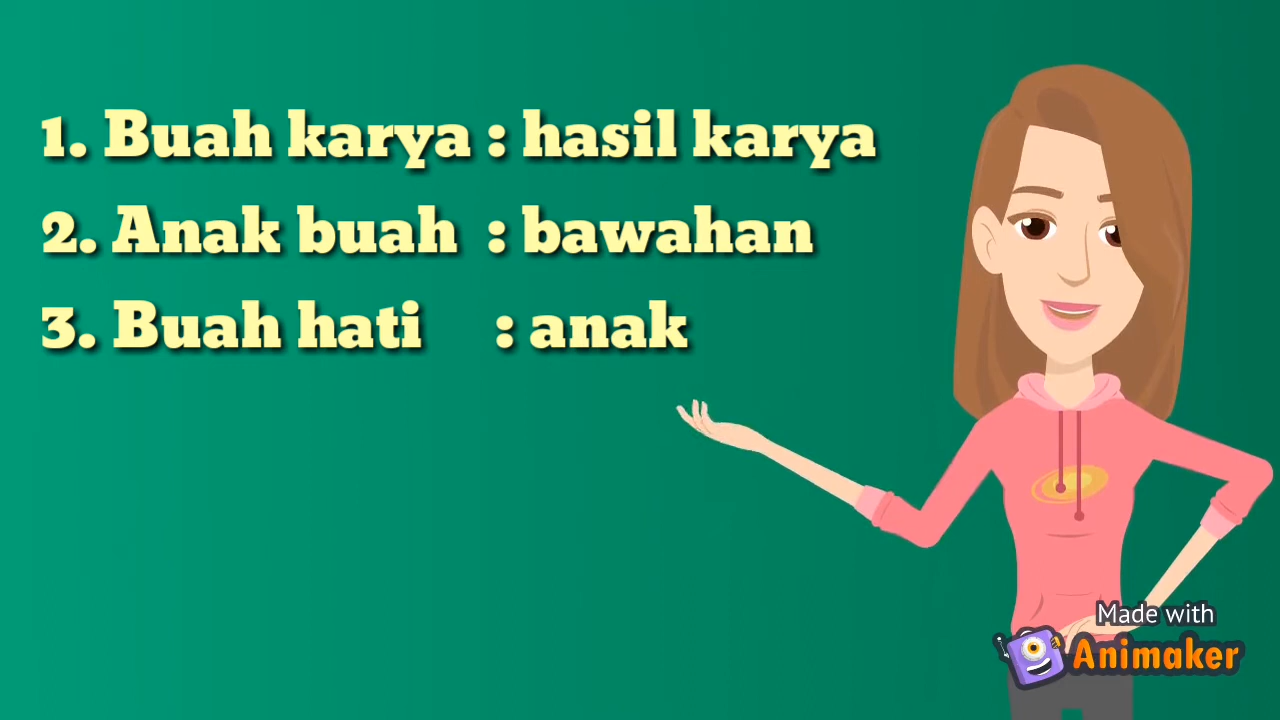 1. Buah karya : hasil karya
2. Anak buah : bawahan
3. Buah hati : anak
Made with
Animaker